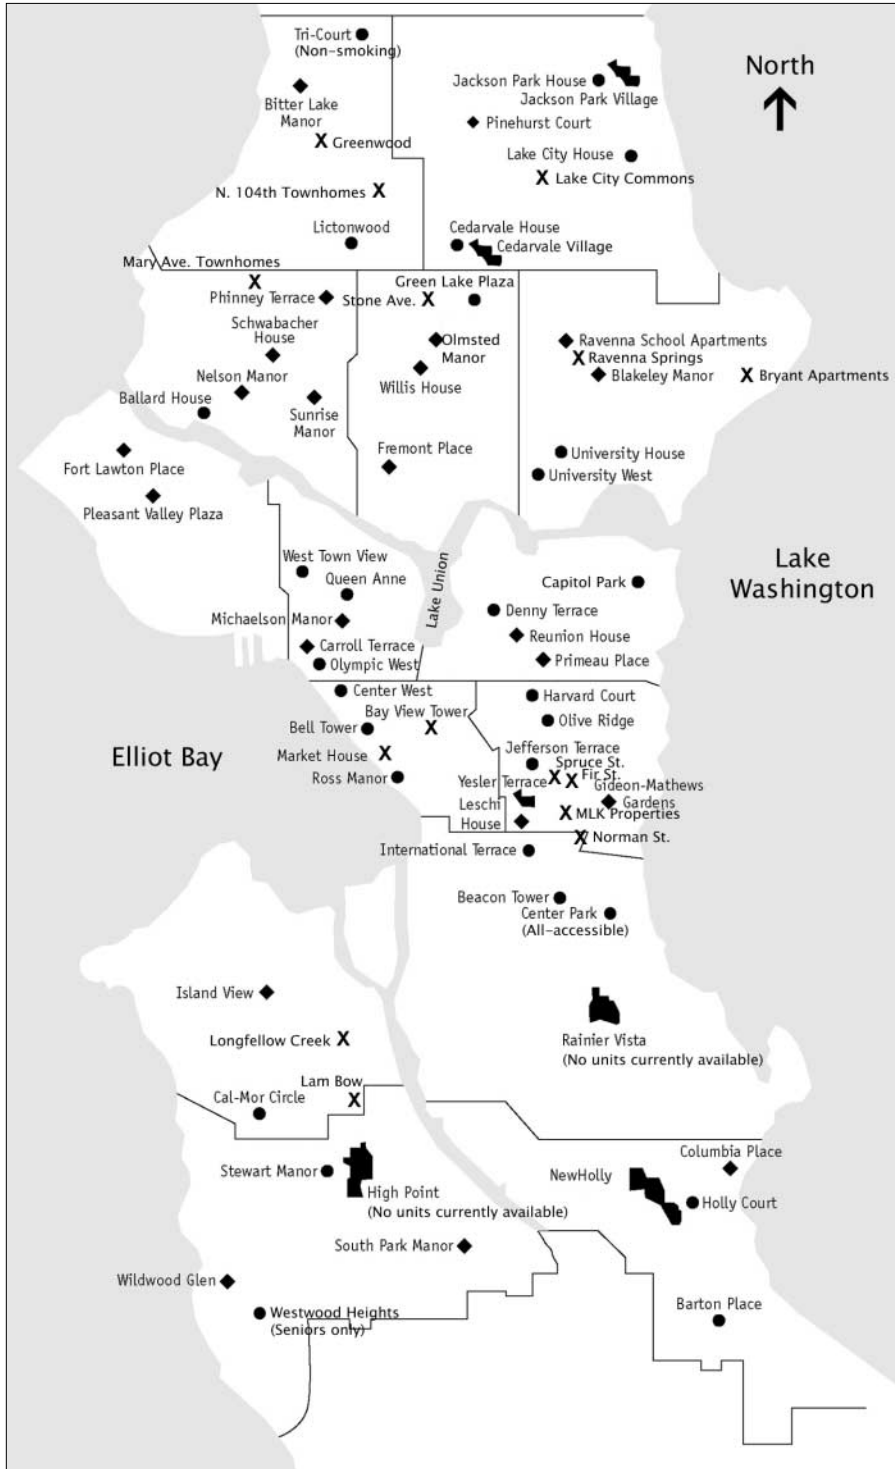 Tri-Court
(Non-smoking)
North
Jackson Park House
Jackson Park Village
Bitter Lake
Manor
Pinehurst Court
X Greenwood
Lake City House
X Lake City Commons
N. 104th Townhomes X
Lictonwood
Cedarvale House
Cedarvale Village
Mary Ave. Townhomes
X
Green Lake Plaza
Phinney Terrace
Stone Ave. X
Schwabacher
House
Olmsted
Manor
Ravenna School Apartments
X Ravenna Springs
Nelson Manor
Willis House
Blakeley Manor
X Bryant Apartments
Ballard House
Sunrise
Manor
Fort Lawton Place
Fremont Place
University House
University West
Pleasant Valley Plaza
West Town View
Queen Anne
Lake Union
Capitol Park
Lake
Washington
Michaelson Manor
Denny Terrace
Carroll Terrace
Reunion House
Olympic West
Primeau Place
Center West
Harvard Court
Bay View Tower
X
Bell Tower
Olive Ridge
Elliot Bay
Market House X
Jefferson Terrace
Spruce St.
X
Ross Manor
Yesler Terrace
X
Fir St.
Gideon-Mathews
Gardens
Leschi
House
X MLK Properties
X Norman St.
International Terrace
Beacon Tower
Center Park
(All-accessible)
Island View
Longfellow Creek X
Rainier Vista
(No units currently available)
Lam Bow
X
Cal-Mor Circle
Stewart Manor
High Point
(No units currently available)
NewHolly
Columbia Place
Holly Court
South Park Manor
Wildwood Glen
Westwood Heights
(Seniors only)
Barton Place